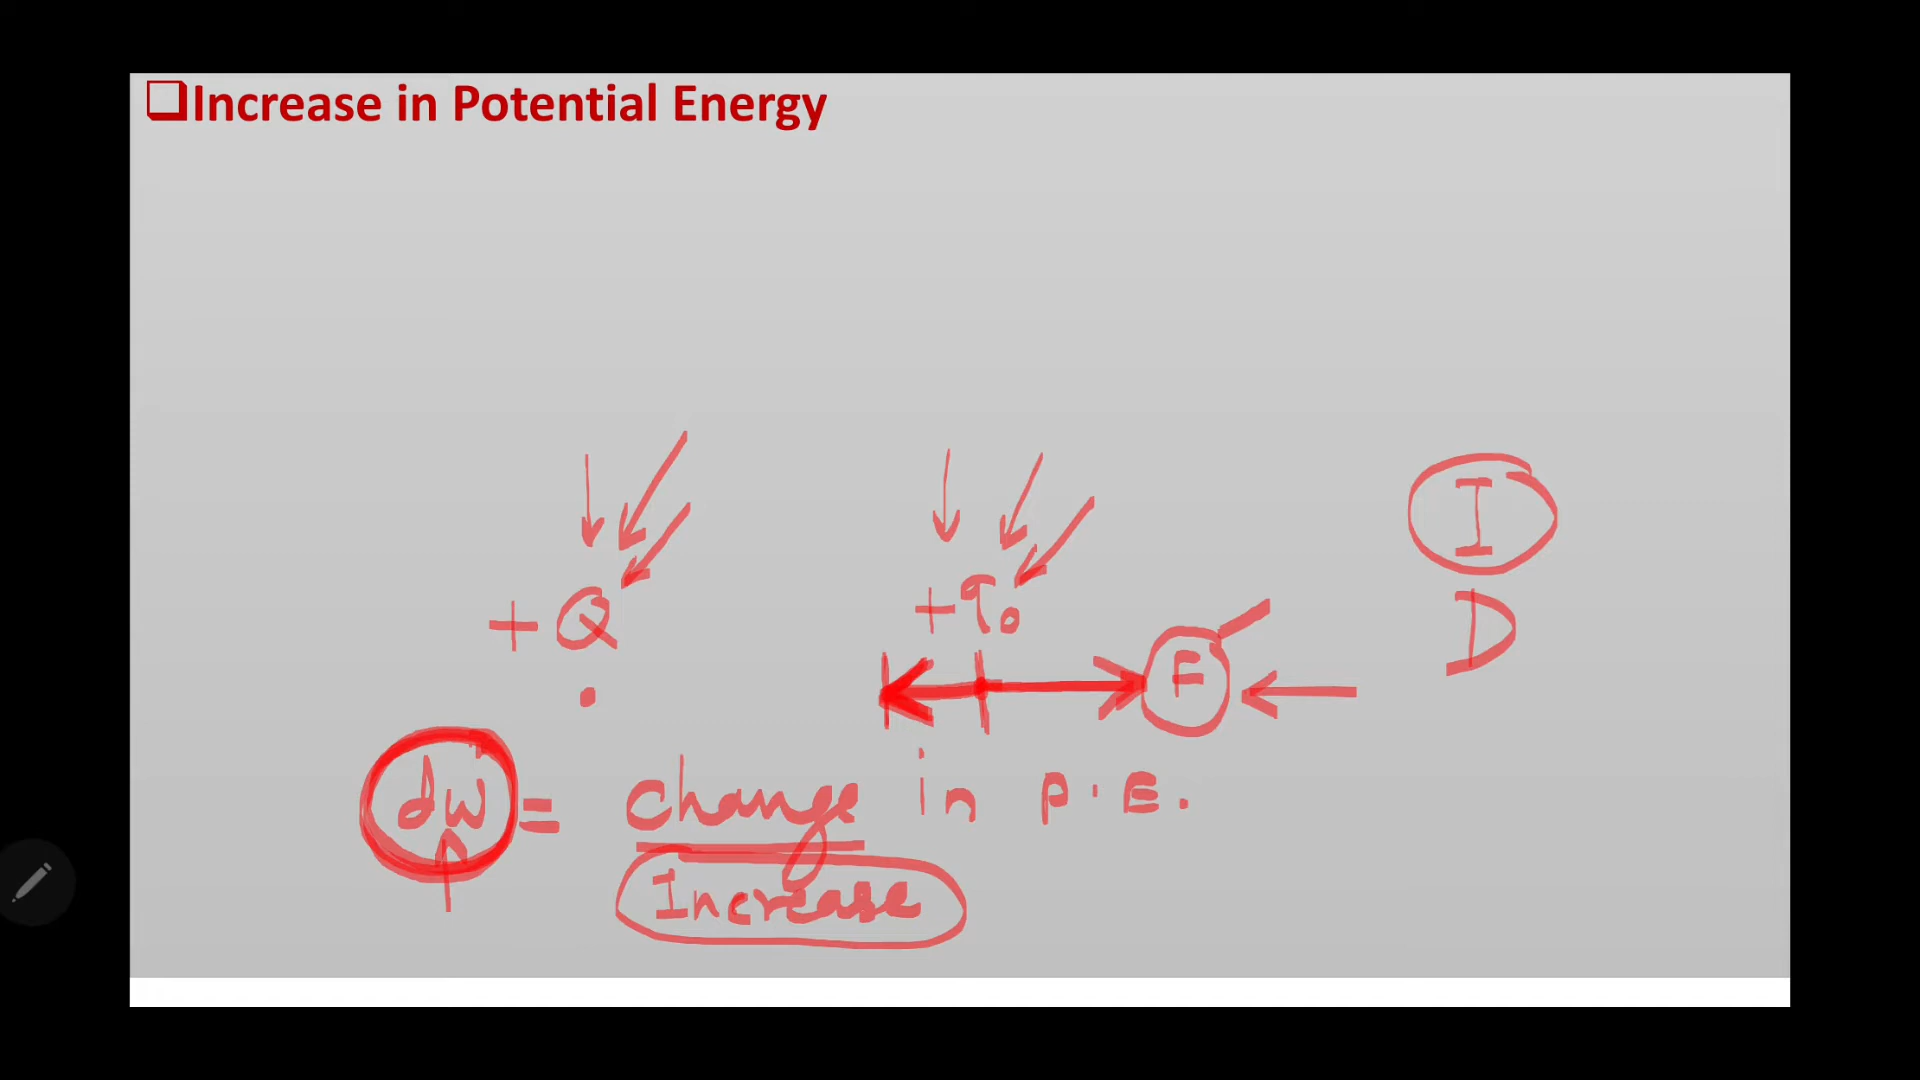 Increase in Potential Energy
I
+Q +q₀ D
F
dw = change in P.E.
Increase